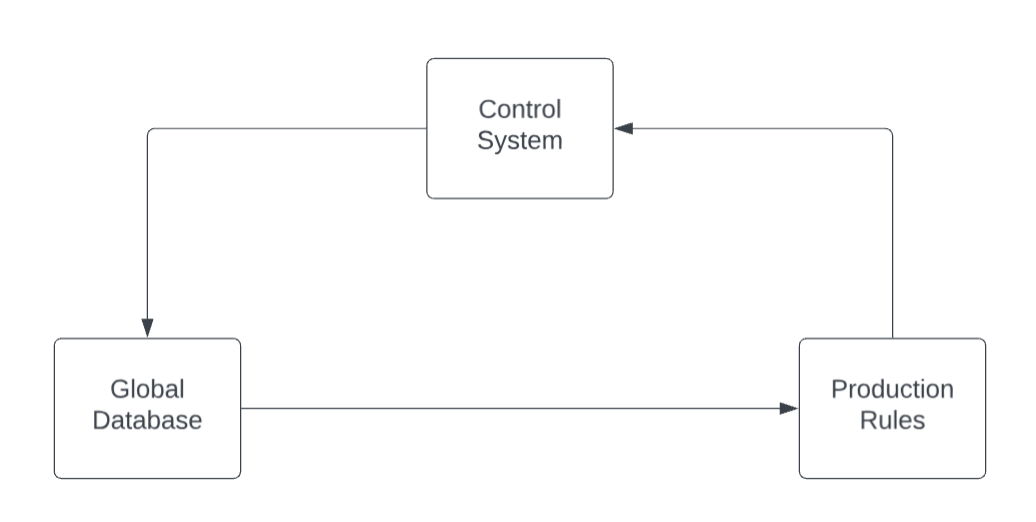 Control
System
Global
Database
Production
Rules